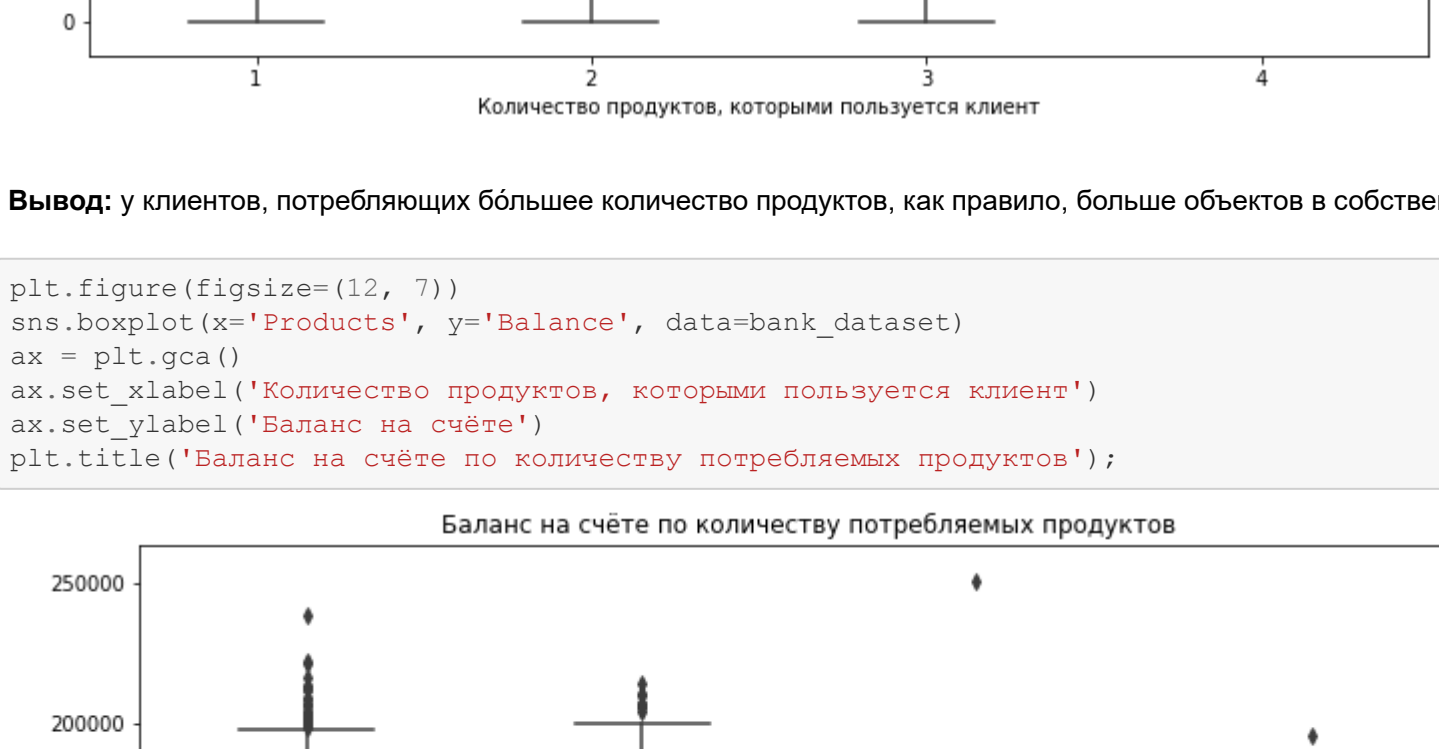 0
1 2 3 4
Количество продуктов, которыми пользуется клиент
Вывод: у клиентов, потребляющих бо́льшее количество продуктов, как правило, больше объектов в
plt.figure(figsize=(12, 7))
sns.boxplot(x='Products', y='Balance', data=bank_dataset)
ax = plt.gca()
ax.set_xlabel('Количество продуктов, которыми пользуется клиент')
ax.set_ylabel('Баланс на счёте')
plt.title('Баланс на счёте по количеству потребляемых продуктов');
Баланс на счёте по количеству потребляемых продуктов
250000
200000